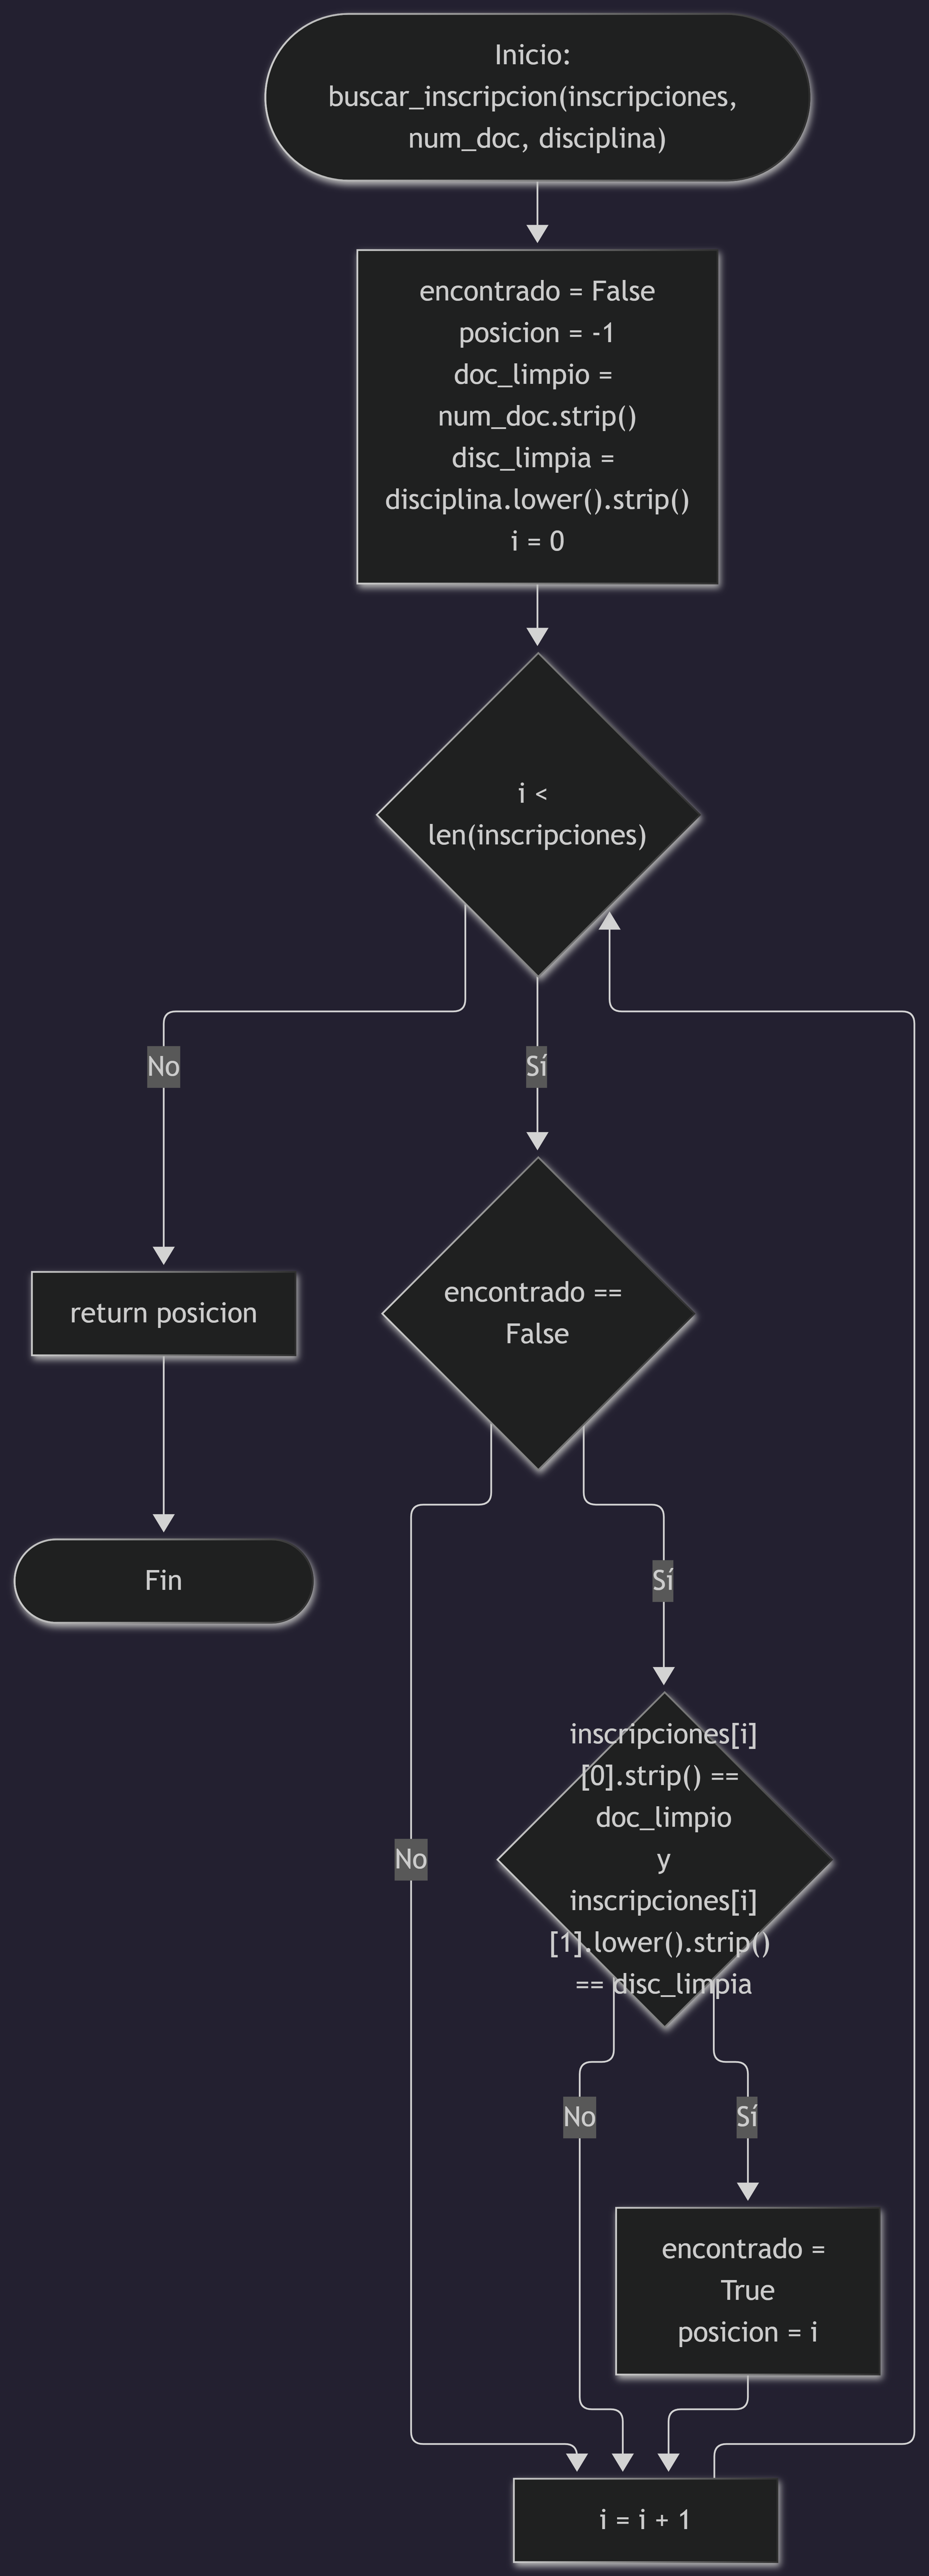 Inicio:
buscar_inscripcion(inscripciones,
num_doc, disciplina)
encontrado = False
posicion = -1
doc_limpio =
num_doc.strip()
disc_limpia =
disciplina.lower().strip()
i = 0
i <
len(inscripciones)
No
Sí
return posicion
encontrado ==
False
Fin
Sí
inscripciones[i]
[0].strip() ==
doc_limpio
y
inscripciones[i]
[1].lower().strip()
== disc_limpia
No
No
Sí
encontrado =
True
posicion = i
i = i + 1